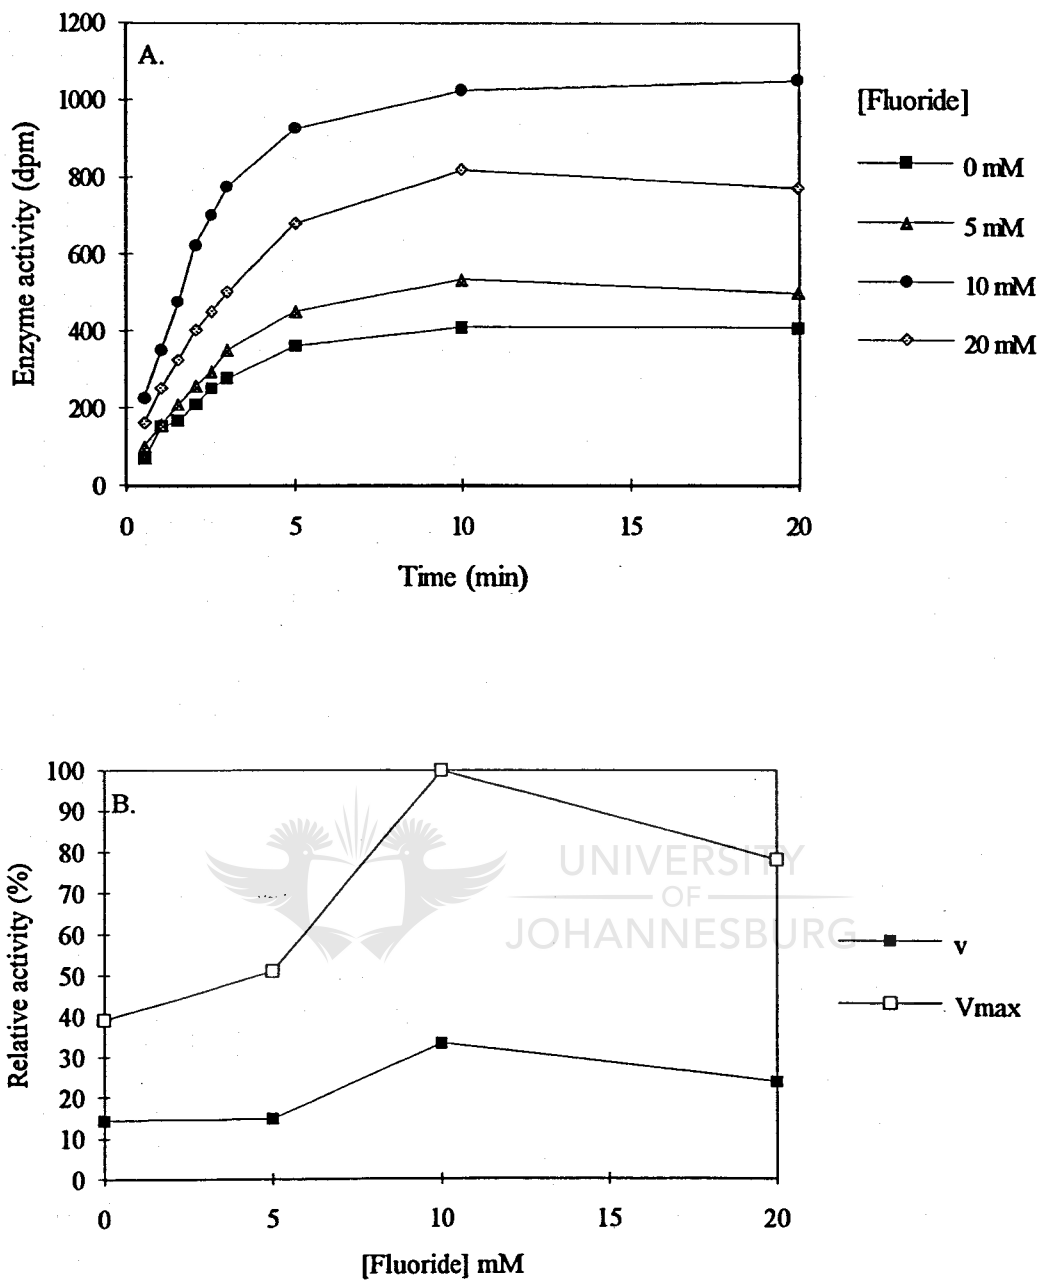 1200
A.
1000
800
600
400
200
0
Enzyme activity (dpm)
0 5 10 15 20
Time (min)
[Fluoride]
0 mM
5 mM
10 mM
20 mM
100
B.
90
80
70
60
50
40
30
20
10
0
Relative activity (%)
UNIVERSITY
OF
JOHANNESBURG
v
Vmax
0 5 10 15 20
[Fluoride] mM